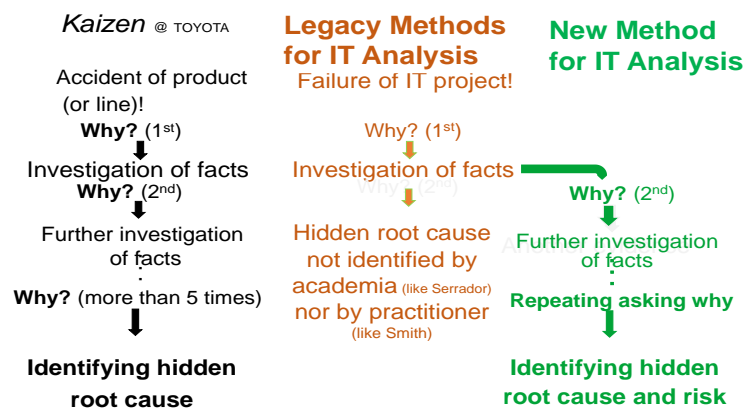 Kaizen @ TOYOTA
Accident of product
(or line)!
Why? (1st)
Investigation of facts
Why? (2nd)
Further investigation
of facts
Why? (more than 5 times)
Identifying hidden
root cause
Legacy Methods
for IT Analysis
Failure of IT project!
Why? (1st)
Investigation of facts
Why? (2nd)
Hidden root cause
not identified by
academia (like Serrador)
nor by practitioner
(like Smith)
New Method
for IT Analysis
Why? (2nd)
Further investigation
of facts
Repeating asking why
Identifying hidden
root cause and risk